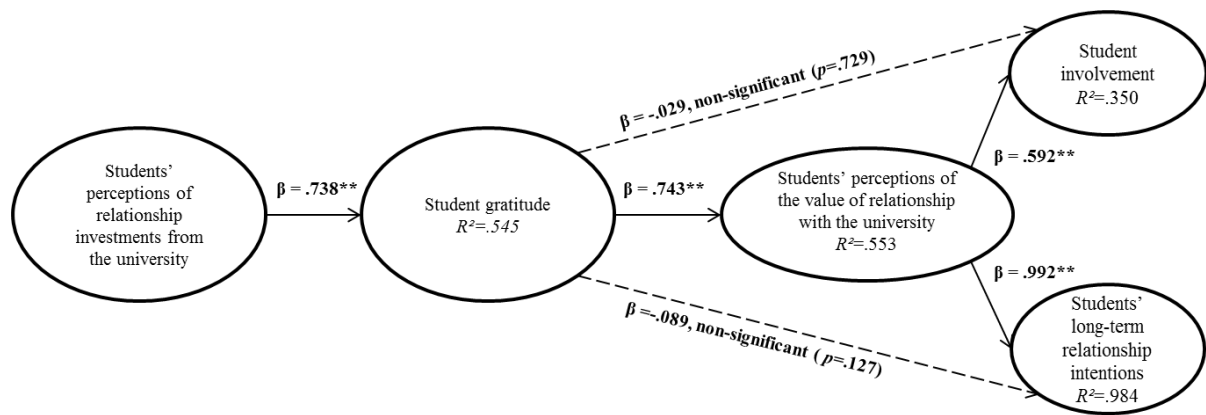 Students’
perceptions of
relationship
investments from
the university
β = .738**
Student gratitude
R²=.545
β = -.029, non-significant (p=.729)
β = .743**
β =-.089, non-significant ( p=.127)
Students’ perceptions of
the value of relationship
with the university
R²=.553
β = .592**
β = .992**
Student
involvement
R²=.350
Students’
long-term
relationship
intentions
R²=.984